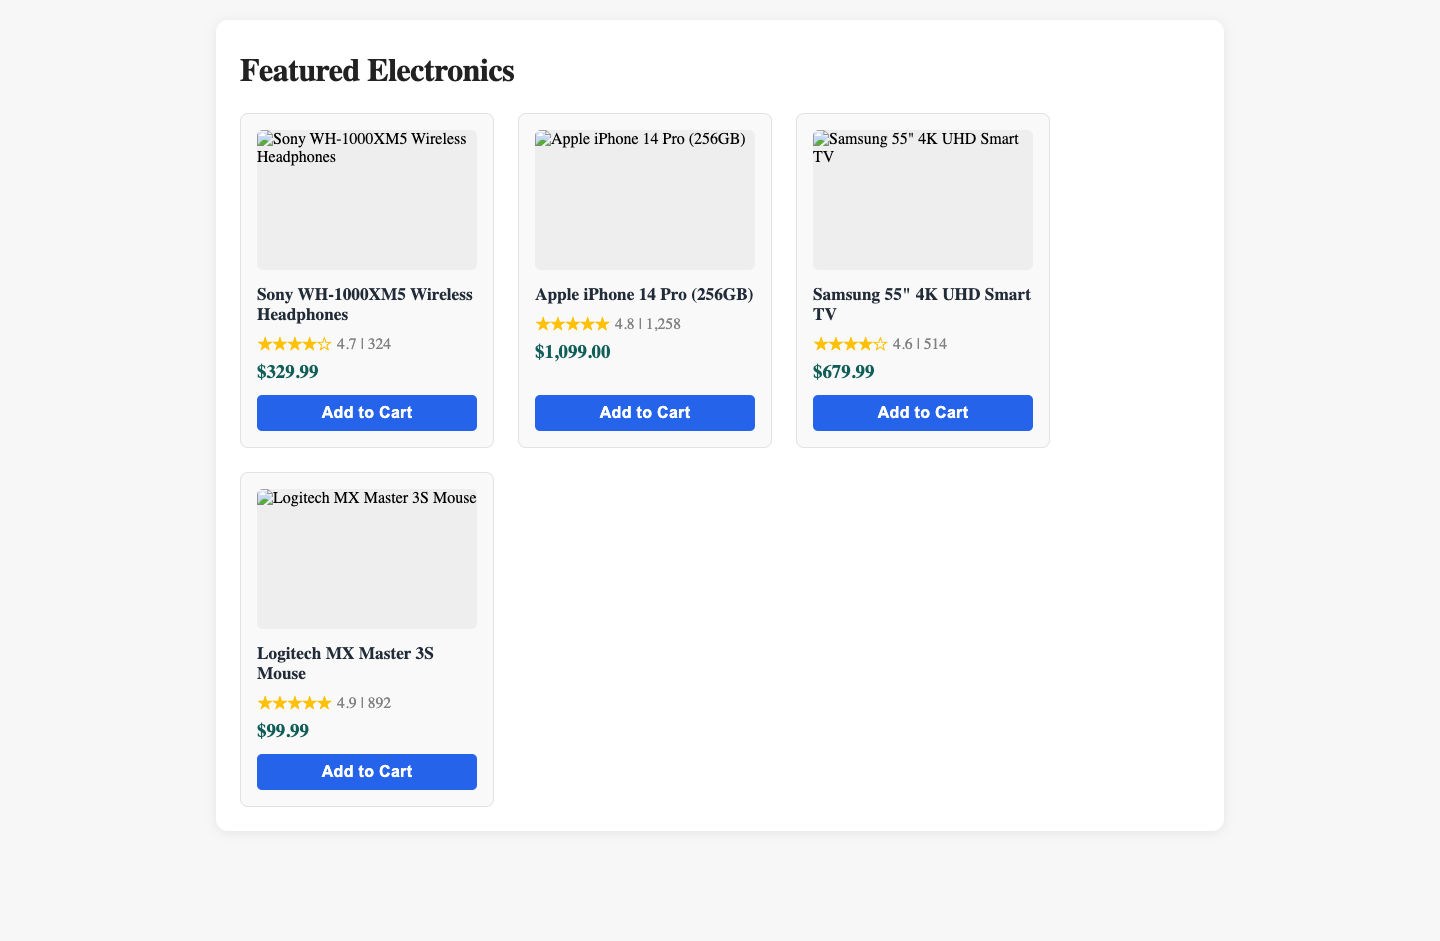 Featured Electronics
Sony WH-1000XM5 Wireless
Headphones
Sony WH-1000XM5 Wireless
Headphones
★★★★☆ 4.7 | 324
$329.99
Add to Cart
Apple iPhone 14 Pro (256GB)
Apple iPhone 14 Pro (256GB)
★★★★★ 4.8 | 1,258
$1,099.00
Add to Cart
Samsung 55" 4K UHD Smart
TV
Samsung 55" 4K UHD Smart
TV
★★★★☆ 4.6 | 514
$679.99
Add to Cart
Logitech MX Master 3S Mouse
Logitech MX Master 3S
Mouse
★★★★★ 4.9 | 892
$99.99
Add to Cart